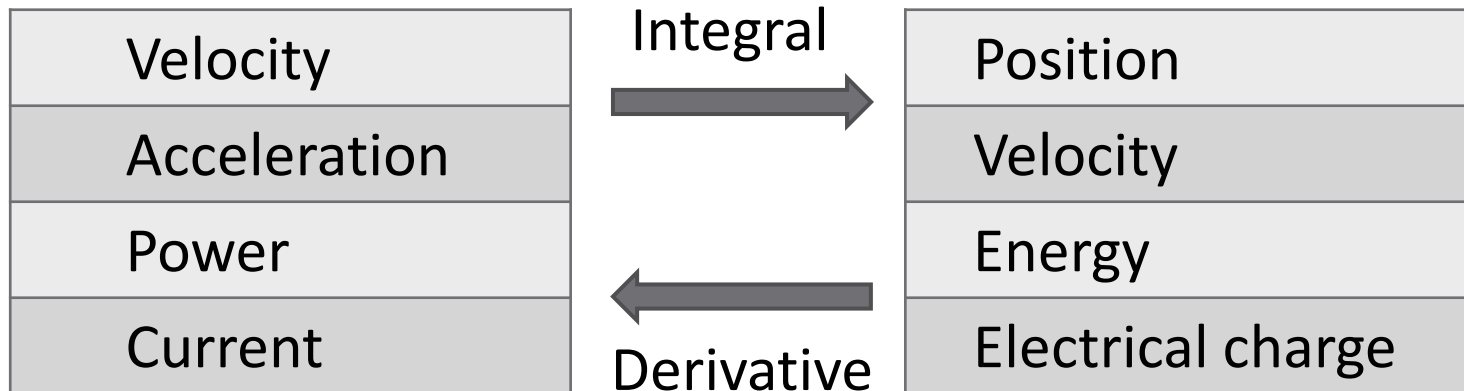 Velocity
Acceleration
Power
Current
Integral
Derivative
Position
Velocity
Energy
Electrical charge